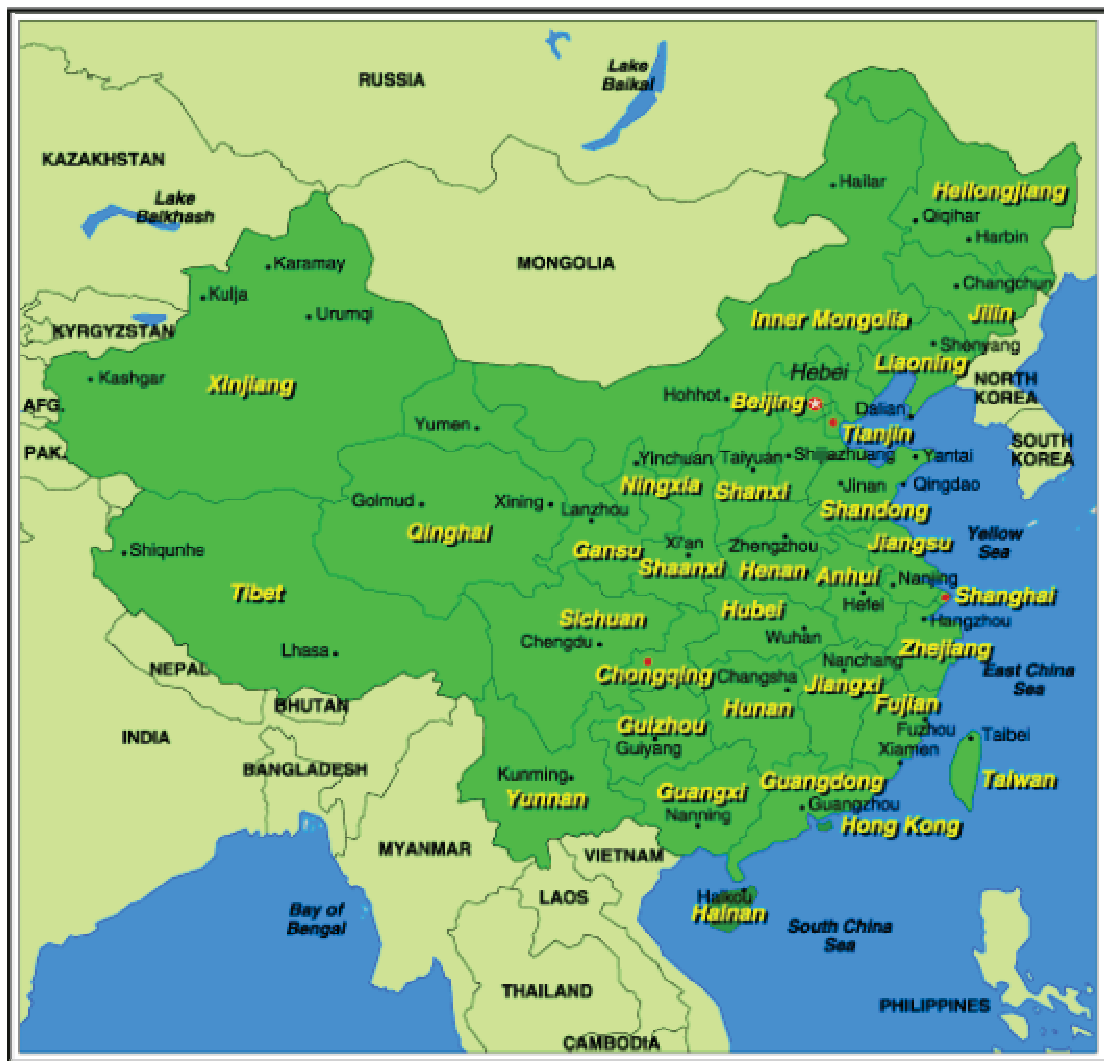 RUSSIA
Lake
Baikal
KAZAKHSTAN
Lake
Balkhash
Hailar
Heilongjiang
Qiqihar
Harbin
MONGOLIA
Karamay
Kulja
Urumqi
Changchun
Jilin
Inner Mongolia
KYRGYZSTAN
Shenyang
Liaoning
Hebei
Kashgar
Xinjiang
NORTH
KOREA
AFG.
Hohhot
Beijing
Dalian
Yumen
Tianjin
PAK.
SOUTH
KOREA
Yinchuan
Taiyuan
Shijiazhuang
Yantai
Ningxia
Shanxi
Jinan
Qingdao
Golmud
Xining
Lanzhou
Shandong
Qinghai
Yellow
Sea
Xi'an
Zhengzhou
Jiangsu
Gansu
Shiqunhe
Shaanxi
Henan
Anhui
Nanjing
Tibet
Hefei
Shanghai
Sichuan
Hubei
Hangzhou
Chengdu
Wuhan
Zhejiang
Lhasa
NEPAL
Nanchang
Chongqing
Changsha
Jiangxi
East China
Sea
BHUTAN
Hunan
Fujian
Guizhou
Fuzhou
INDIA
Guiyang
Xiamen
Taibei
BANGLADESH
Kunming
Yunnan
Guangxi
Guangdong
Taiwan
Nanning
Guangzhou
Hong Kong
MYANMAR
VIETNAM
LAOS
Haikou
Hainan
Bay of
Bengal
South China
Sea
THAILAND
PHILIPPINES
CAMBODIA